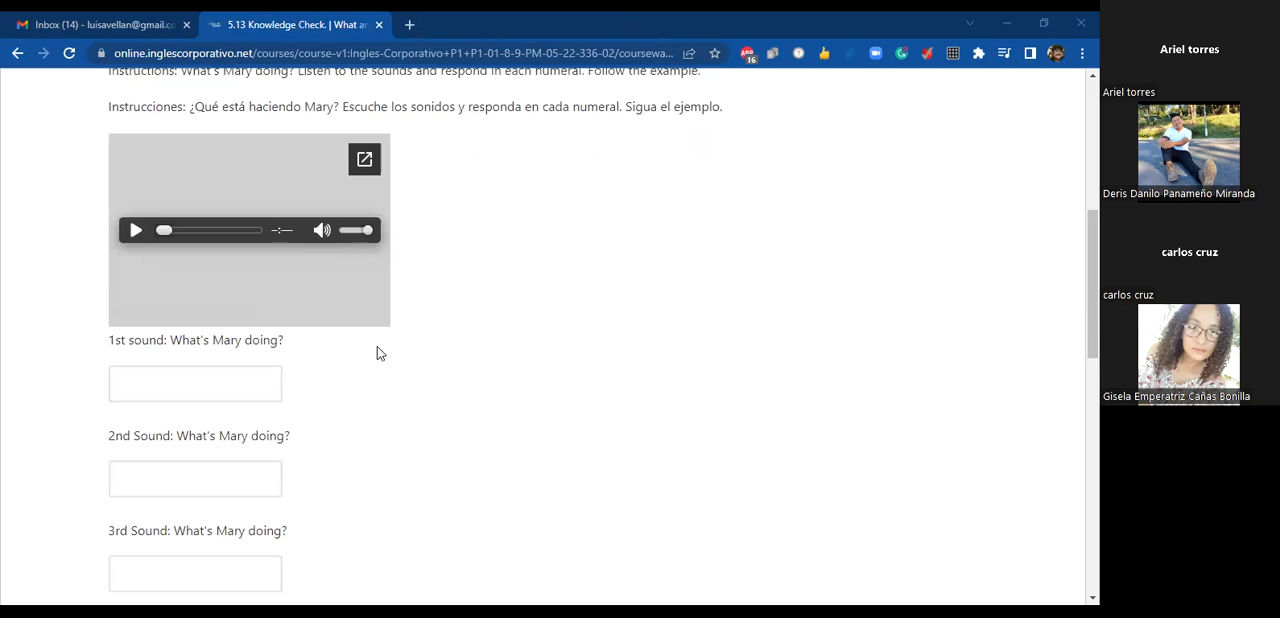 Inbox (14) - luisavellan@gmail.co
5.13 Knowledge Check. | What ar
online.inglescorporativo.net/courses/course-v1:Ingles-Corporativo+P1+P1-01-8-9-PM-05-22-336-02/coursewa...
16
Instructions: What's Mary doing? Listen to the sounds and respond in each numeral. Follow the example.
Instrucciones: ¿Qué está haciendo Mary? Escuche los sonidos y responda en cada numeral. Sigua el ejemplo.
-:--
1st sound: What's Mary doing?
2nd Sound: What's Mary doing?
3rd Sound: What's Mary doing?
Ariel torres
Ariel torres
Deris Danilo Panameño Miranda
carlos cruz
carlos cruz
Gisela Emperatriz Cañas Bonilla